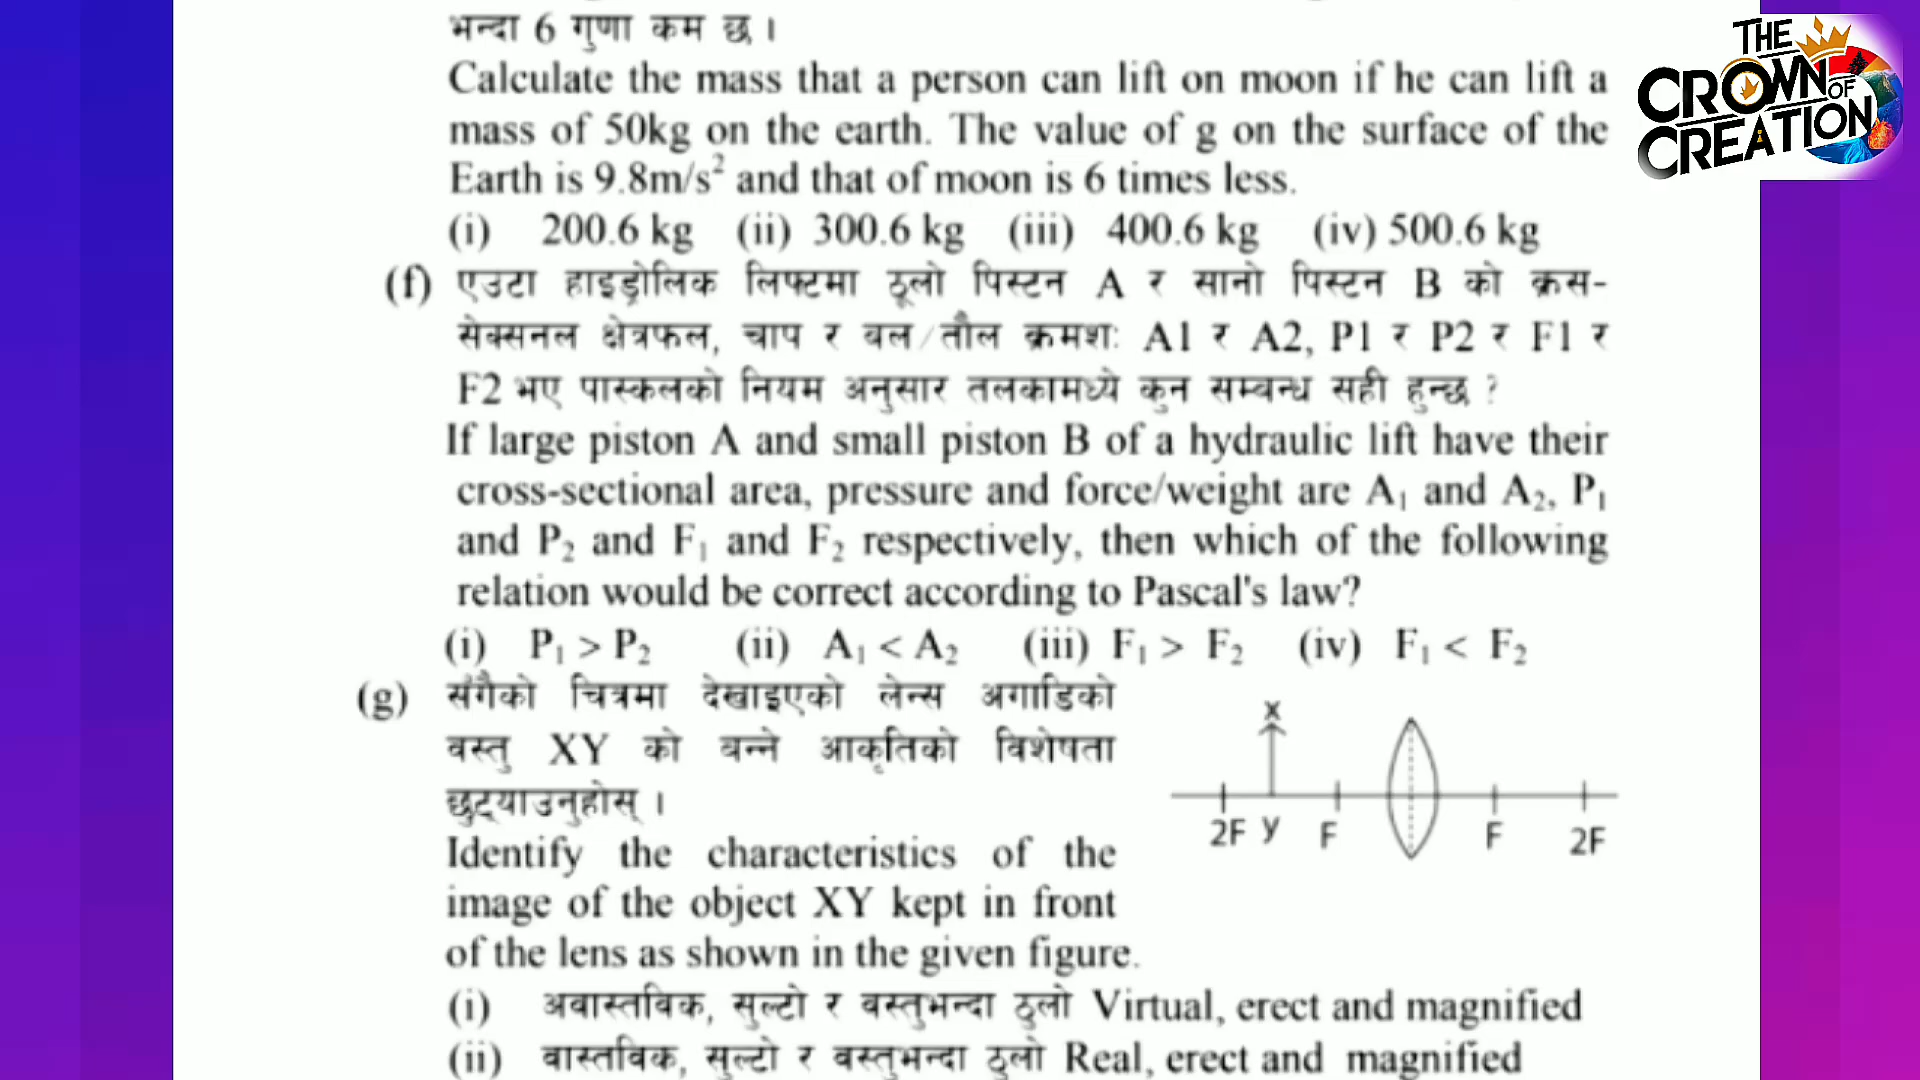 भन्दा 6 गुणा कम छ ।
Calculate the mass that a person can lift on moon if he can lift a
mass of 50kg on the earth. The value of g on the surface of the
Earth is 9.8m/s² and that of moon is 6 times less.
(i) 200.6 kg (ii) 300.6 kg (iii) 400.6 kg (iv) 500.6 kg
(f) एउटा हाइड्रोलिक लिफ्टमा ठूलो पिस्टन A र सानो पिस्टन B को क्रस-
सेक्सनल क्षेत्रफल, चाप र बल/तौल क्रमशः A1 र A2, P1 र P2 र F1 र
F2 भए पास्कलको नियम अनुसार तलकामध्ये कुन सम्बन्ध सही हुन्छ ?
If large piston A and small piston B of a hydraulic lift have their
cross-sectional area, pressure and force/weight are A₁ and A₂, P₁
and P₂ and F₁ and F₂ respectively, then which of the following
relation would be correct according to Pascal's law?
(i) P₁ > P₂ (ii) A₁ < A₂ (iii) F₁ > F₂ (iv) F₁ < F₂
(g) सँगैको चित्रमा देखाइएको लेन्स अगाडिको
वस्तु XY को बन्ने आकृतिको विशेषता
छुट्याउनुहोस् ।
Identify the characteristics of the
image of the object XY kept in front
of the lens as shown in the given figure.
x
2F y F F 2F
(i) अवास्तविक, सुल्टो र वस्तुभन्दा ठुलो Virtual, erect and magnified
(ii) वास्तविक, सुल्टो र वस्तुभन्दा ठुलो Real, erect and magnified
THE
CROWN OF
CREATION